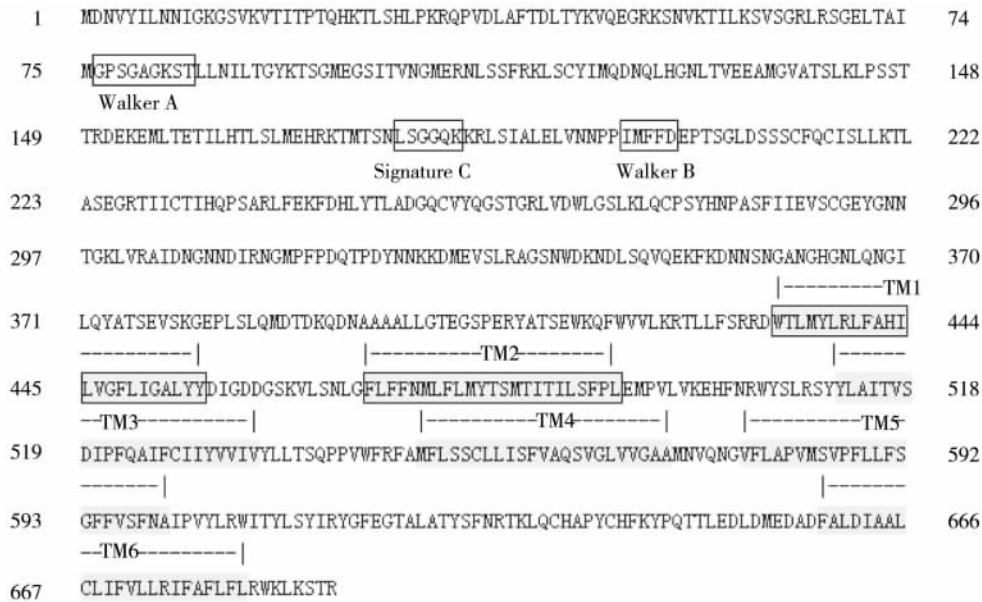 1 MDNVYILNNIGKGSVKVTITPTQHKTLSHLPKRQPVDLAFTDLTYKVQEGRKSNVKTILKSVSGRLRSGELTAI 74
75 MGPSGAGKSTLLNILTGYKTSGMEGSITVNGMERNLSSFRKLSCYIMQDNQLHGNLTVEEAMGVATSLKLPSST 148
Walker A
149 TRDEKEMLTETILHTLSLMEHRKTMTSNLSGGQKKRLSIALELVNNPPIMFFDEPTSGLDSSSCFQCISLLKTL 222
Signature C Walker B
223 ASEGRTIICTIHQPSARLFEKFDHLYTLADGQCVYQGSTGRLVDWLGSLKLQCPSYHNPASFIIEVSCGEYGNN 296
297 TGKLVRAIDNGNNDIRNGMPFPDQTPDYNNKKDMEVSLRAGSNWDKNDLSQVQEKFKDNNSNGANGHGNLQNGI 370
|---------TM1
371 LQYATSEVSKGEPLSLQMDTDKQDNAAAALLGTEGSPERYATSEWKQFWVVLKRTLLFSRRDWTLMYLRLFAHI 444
----------| |---------TM2---------| |------
445 LVGFLIGALYYDIGDDGSKVLSNLGFLFFNMLFLMYTSMTITILSFPLEMPVLVKEHFNRWYSLRSYYLAITVS 518
--TM3----------| |----------TM4----------| |----------TM5
519 DIPFQAIFCIIYVVIVYLLTSQPPVWFRFAMFLSSCLLISFVAQSVGLVVGAAMNVQNGVFLAPVMSVPFLLFS 592
-------| |-------
593 GFFVSFNAIPVYLRWITYLSYIRYGFEGTALATYSFNRTKLQCHAPYCHFKYPQTTLEDLDMEDADFALDIAAL 666
--TM6---------|
667 CLIFVLLRIFAFLFLRWKLKSTR